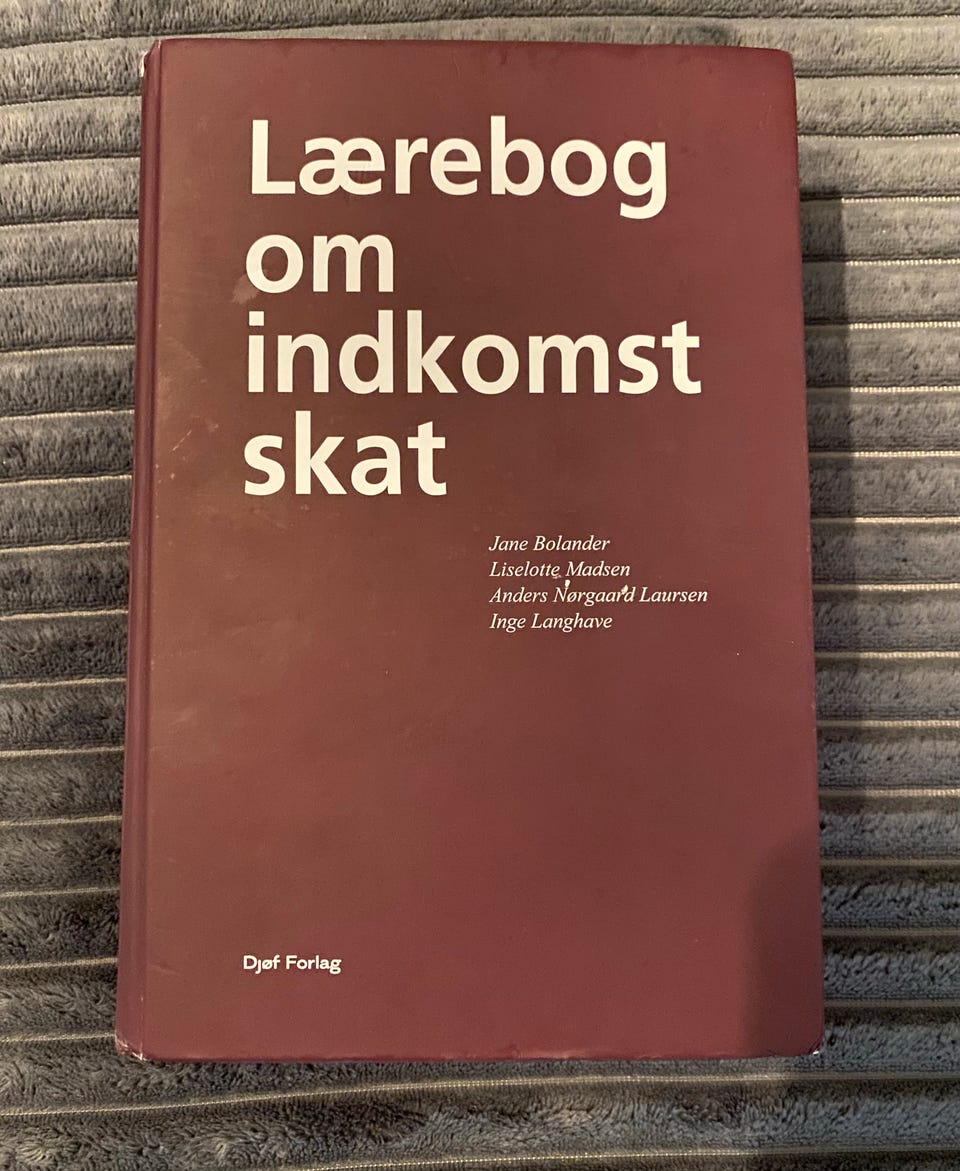 Lærebog
om
indkomst
skat
Jane Bolander
Liselotte Madsen
Anders Nørgaard Laursen
Inge Langhave
Djøf Forlag